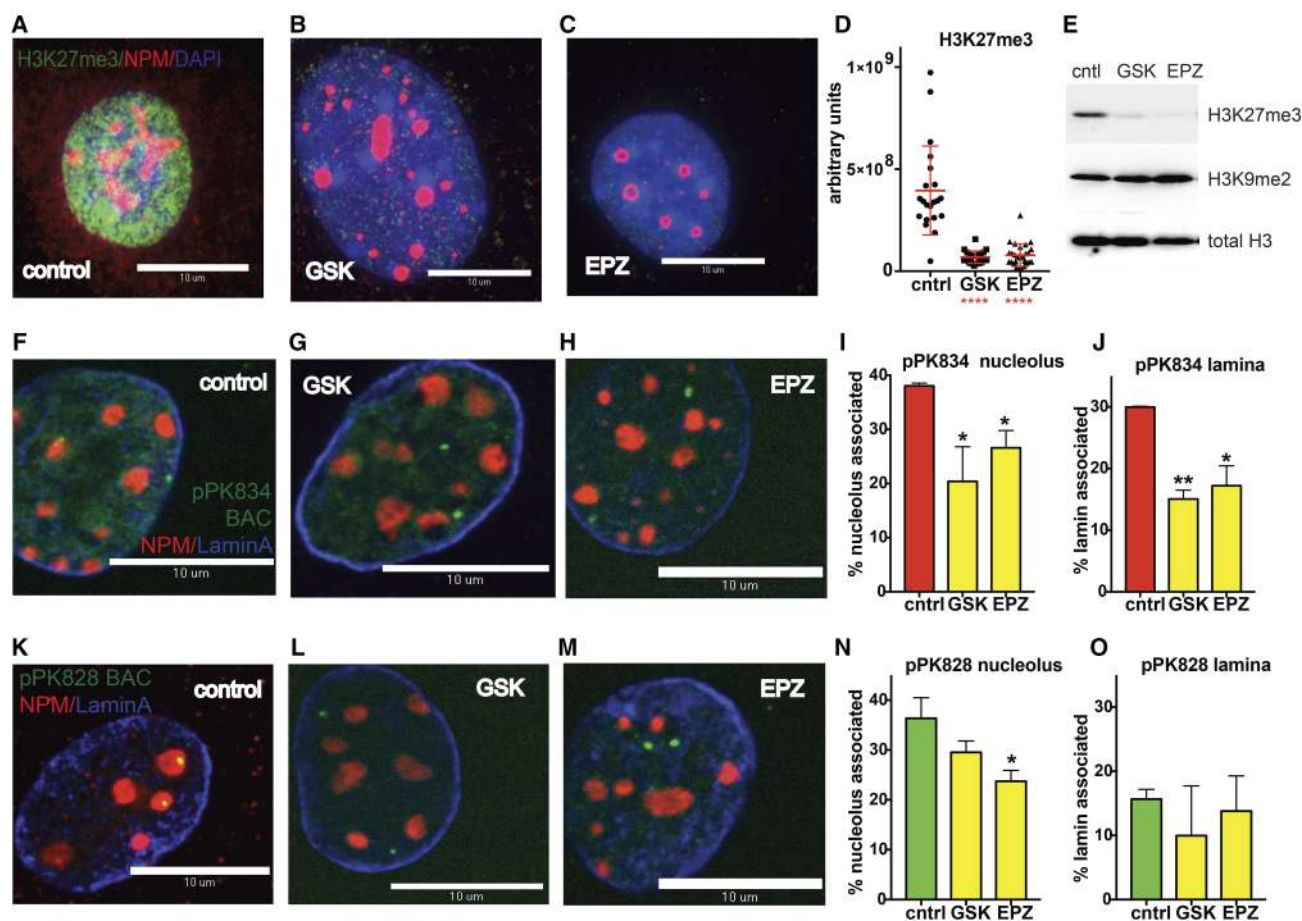 A
H3K27me3/NPM/DAPI
control
10 um
B
GSK
10 um
C
EPZ
10 um
D
H3K27me3
arbitrary units
1×10⁹
5×10⁸
0
cntrl GSK EPZ
**** ****
E
cntl GSK EPZ
H3K27me3
H3K9me2
total H3
F
control
pPK834
BAC
NPM/LaminA
10 um
G
GSK
10 um
H
EPZ
10 um
I
pPK834 nucleolus
% nucleolus associated
40
30
20
10
0
* *
cntrl GSK EPZ
J
pPK834 lamina
% lamin associated
30
20
10
0
** *
cntrl GSK EPZ
K
pPK828 BAC
NPM/LaminA
control
10 um
L
GSK
10 um
M
EPZ
10 um
N
pPK828 nucleolus
% nucleolus associated
40
30
20
10
0
*
cntrl GSK EPZ
O
pPK828 lamina
% lamin associated
30
20
10
0
cntrl GSK EPZ